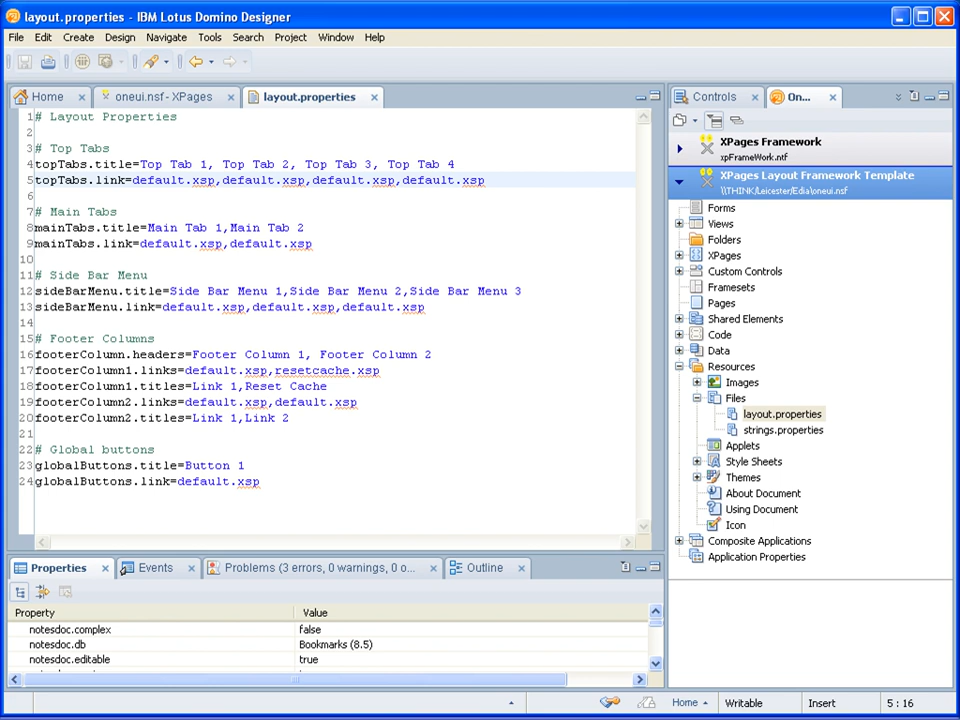 layout.properties - IBM Lotus Domino Designer
File Edit Create Design Navigate Tools Search Project Window Help
Home oneui.nsf - XPages layout.properties
1# Layout Properties
2
3# Top Tabs
4topTabs.title=Top Tab 1, Top Tab 2, Top Tab 3, Top Tab 4
5topTabs.link=default.xsp,default.xsp,default.xsp,default.xsp
6
7# Main Tabs
8mainTabs.title=Main Tab 1,Main Tab 2
9mainTabs.link=default.xsp,default.xsp
10
11# Side Bar Menu
12sideBarMenu.title=Side Bar Menu 1,Side Bar Menu 2,Side Bar Menu 3
13sideBarMenu.link=default.xsp,default.xsp,default.xsp
14
15# Footer Columns
16footerColumn.headers=Footer Column 1, Footer Column 2
17footerColumn1.links=default.xsp,resetcache.xsp
18footerColumn1.titles=Link 1,Reset Cache
19footerColumn2.links=default.xsp,default.xsp
20footerColumn2.titles=Link 1,Link 2
21
22# Global buttons
23globalButtons.title=Button 1
24globalButtons.link=default.xsp
Controls On...
XPages Framework
xpFrameWork.ntf
XPages Layout Framework Template
\\THINK/Leicester/Edia\oneui.nsf
Forms
Views
Folders
XPages
Custom Controls
Framesets
Pages
Shared Elements
Code
Data
Resources
Images
Files
layout.properties
strings.properties
Applets
Style Sheets
Themes
About Document
Using Document
Icon
Composite Applications
Application Properties
Properties Events Problems (3 errors, 0 warnings, 0 o... Outline
Property Value
notesdoc.complex false
notesdoc.db Bookmarks (8.5)
notesdoc.editable true
Home Writable Insert 5 : 16